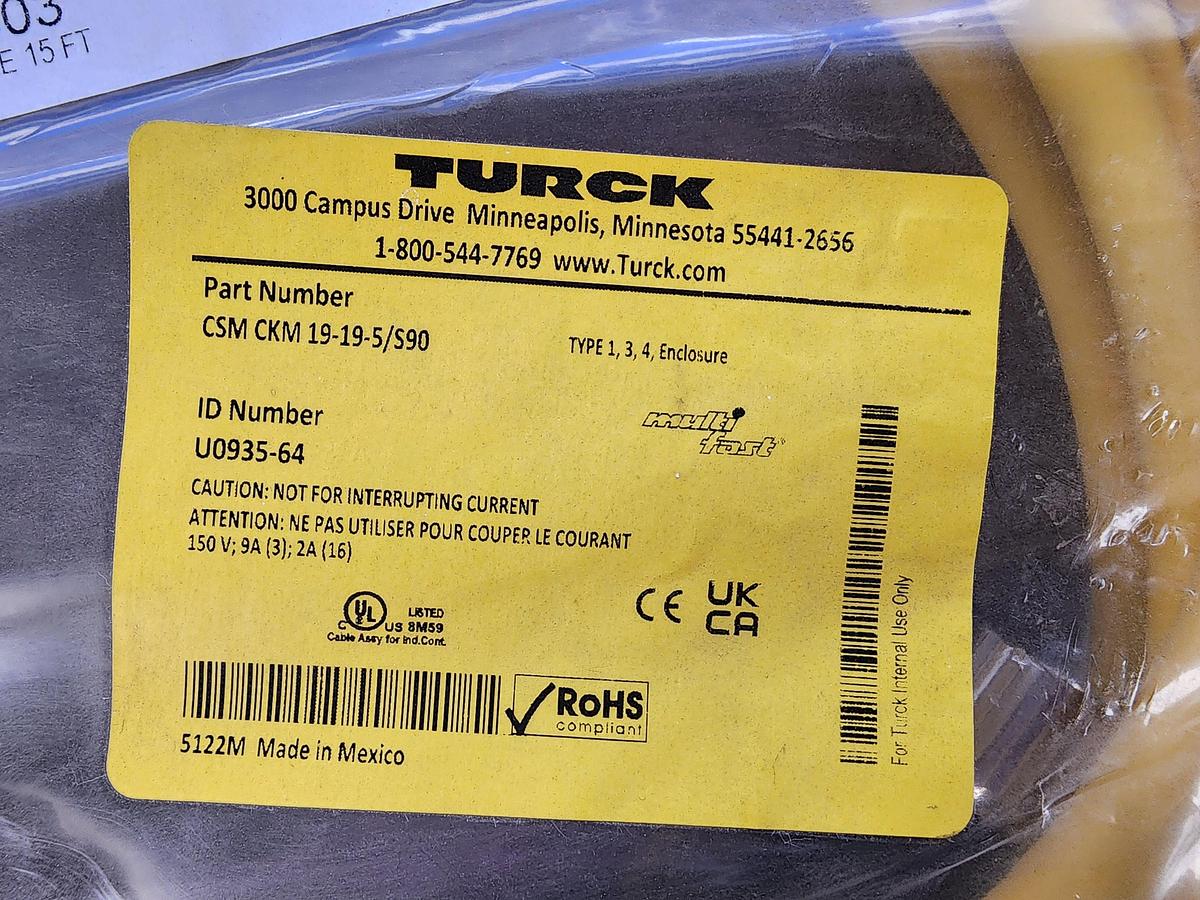 03
E 15 FT
TURCK
3000 Campus Drive Minneapolis, Minnesota 55441-2656
1-800-544-7769 www.Turck.com
Part Number
CSM CKM 19-19-5/S90
TYPE 1, 3, 4, Enclosure
ID Number
U0935-64
multi
fast
CAUTION: NOT FOR INTERRUPTING CURRENT
ATTENTION: NE PAS UTILISER POUR COUPER LE COURANT
150 V; 9A (3); 2A (16)
C UL US LISTED
8M59
Cable Assy for Ind.Cont.
CE UK
CA
RoHS
compliant
5122M Made in Mexico
For Turck Internal Use Only